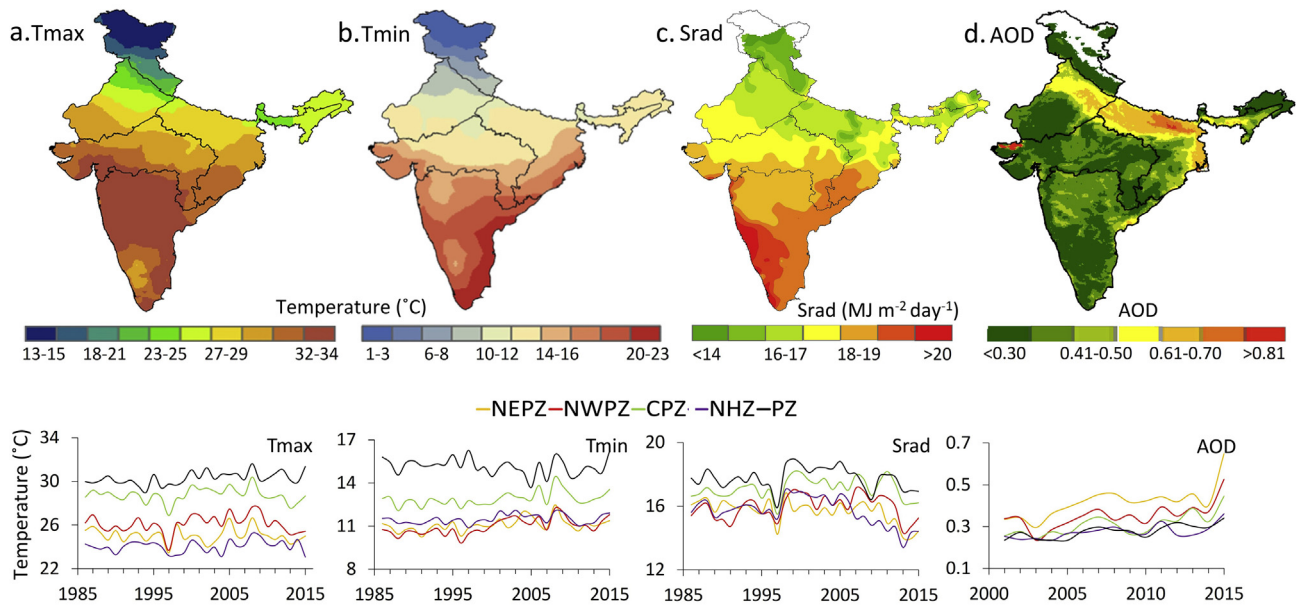 a.Tmax
b.Tmin
c. Srad
d. AOD
Temperature (˚C)
Srad (MJ m⁻² day⁻¹)
AOD
13-15 18-21 23-25 27-29 32-34
1-3 6-8 10-12 14-16 20-23
<14 16-17 18-19 >20
<0.30 0.41-0.50 0.61-0.70 >0.81
NEPZ NWPZ CPZ NHZ PZ
Temperature (˚C)
Tmax
34
30
26
22
1985 1995 2005 2015
Tmin
17
14
11
8
1985 1995 2005 2015
Srad
20
18
16
12
1985 1995 2005 2015
AOD
0.7
0.5
0.3
0.1
2000 2005 2010 2015